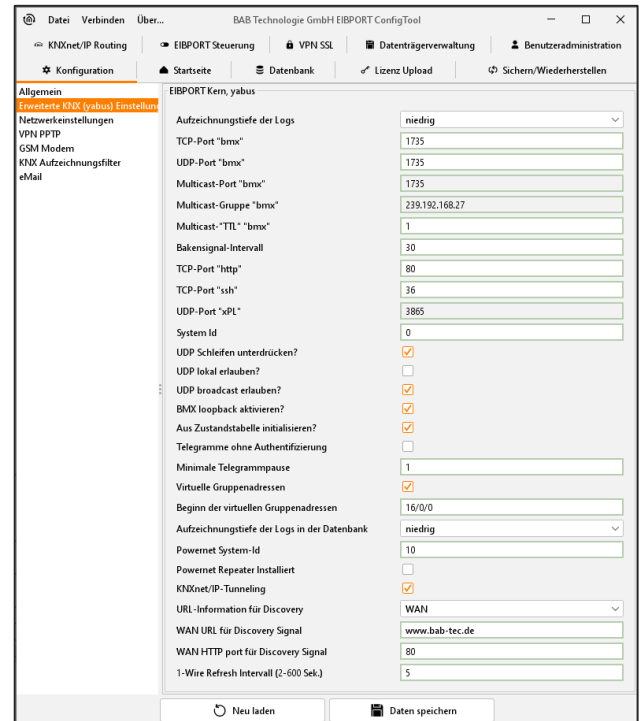 Datei Verbinden Über... BAB Technologie GmbH EIBPORT ConfigTool
KNXnet/IP Routing EIBPORT Steuerung VPN SSL Datenträgerverwaltung Benutzeradministration
Konfiguration Startseite Datenbank Lizenz Upload Sichern/Wiederherstellen
Allgemein
Erweiterte KNX (yabus) Einstellun
Netzwerkeinstellungen
VPN PPTP
GSM Modem
KNX Aufzeichnungsfilter
eMail
EIBPORT Kern, yabus
Aufzeichnungstiefe der Logs niedrig
TCP-Port "bmx" 1735
UDP-Port "bmx" 1735
Multicast-Port "bmx" 1735
Multicast-Gruppe "bmx" 239.192.168.27
Multicast-"TTL" "bmx" 1
Bakensignal-Intervall 30
TCP-Port "http" 80
TCP-Port "ssh" 36
UDP-Port "xPL" 3865
System Id 0
UDP Schleifen unterdrücken?
UDP lokal erlauben?
UDP broadcast erlauben?
BMX loopback aktivieren?
Aus Zustandstabelle initialisieren?
Telegramme ohne Authentifizierung
Minimale Telegrammpause 1
Virtuelle Gruppenadressen
Beginn der virtuellen Gruppenadressen 16/0/0
Aufzeichnungstiefe der Logs in der Datenbank niedrig
Powernet System-Id 10
Powernet Repeater Installiert
KNXnet/IP-Tunneling
URL-Information für Discovery WAN
WAN URL für Discovery Signal www.bab-tec.de
WAN HTTP port für Discovery Signal 80
1-Wire Refresh Intervall (2-600 Sek.) 5
Neu laden Daten speichern